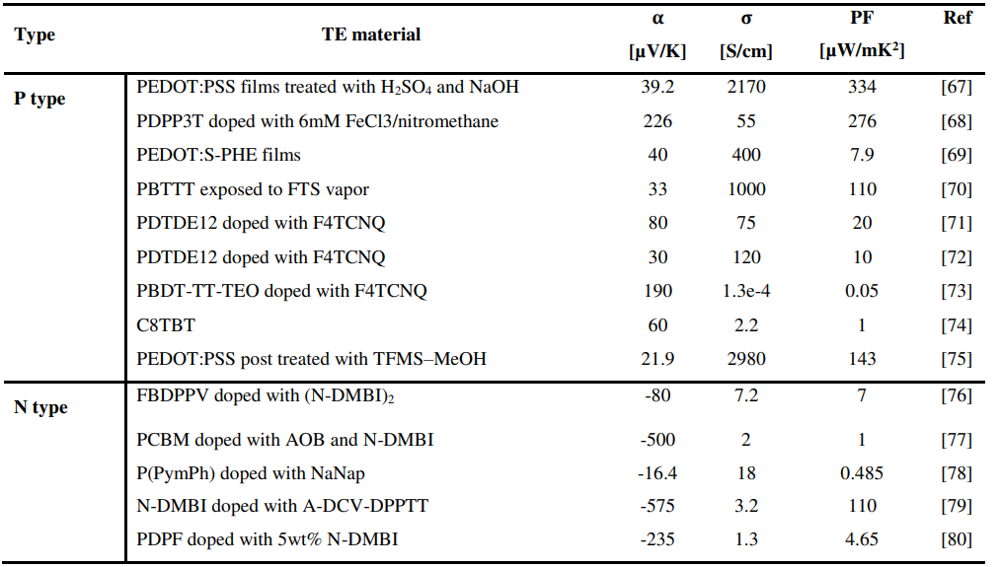 Type TE material α σ PF Ref
[µV/K] [S/cm] [µW/mK²]
P type PEDOT:PSS films treated with H₂SO₄ and NaOH 39.2 2170 334 [67]
PDPP3T doped with 6mM FeCl3/nitromethane 226 55 276 [68]
PEDOT:S-PHE films 40 400 7.9 [69]
PBTTT exposed to FTS vapor 33 1000 110 [70]
PDTDE12 doped with F4TCNQ 80 75 20 [71]
PDTDE12 doped with F4TCNQ 30 120 10 [72]
PBDT-TT-TEO doped with F4TCNQ 190 1.3e-4 0.05 [73]
C8TBT 60 2.2 1 [74]
PEDOT:PSS post treated with TFMS–MeOH 21.9 2980 143 [75]
N type FBDPPV doped with (N-DMBI)₂ -80 7.2 7 [76]
PCBM doped with AOB and N-DMBI -500 2 1 [77]
P(PymPh) doped with NaNap -16.4 18 0.485 [78]
N-DMBI doped with A-DCV-DPPTT -575 3.2 110 [79]
PDPF doped with 5wt% N-DMBI -235 1.3 4.65 [80]